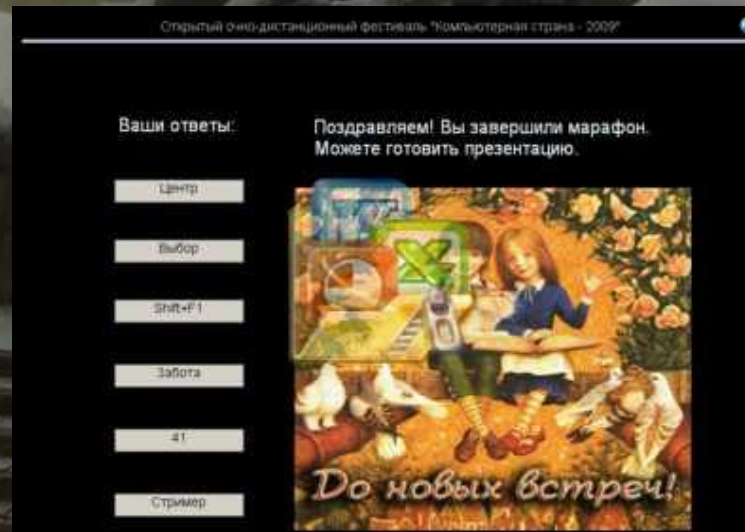 Открытый очно-дистанционный фестиваль "Компьютерная страна - 2009"
Ваши ответы:
Поздравляем! Вы завершили марафон.
Можете готовить презентацию.
Центр
Выбор
Shift+F1
Забота
41
Стример
До новых встреч!